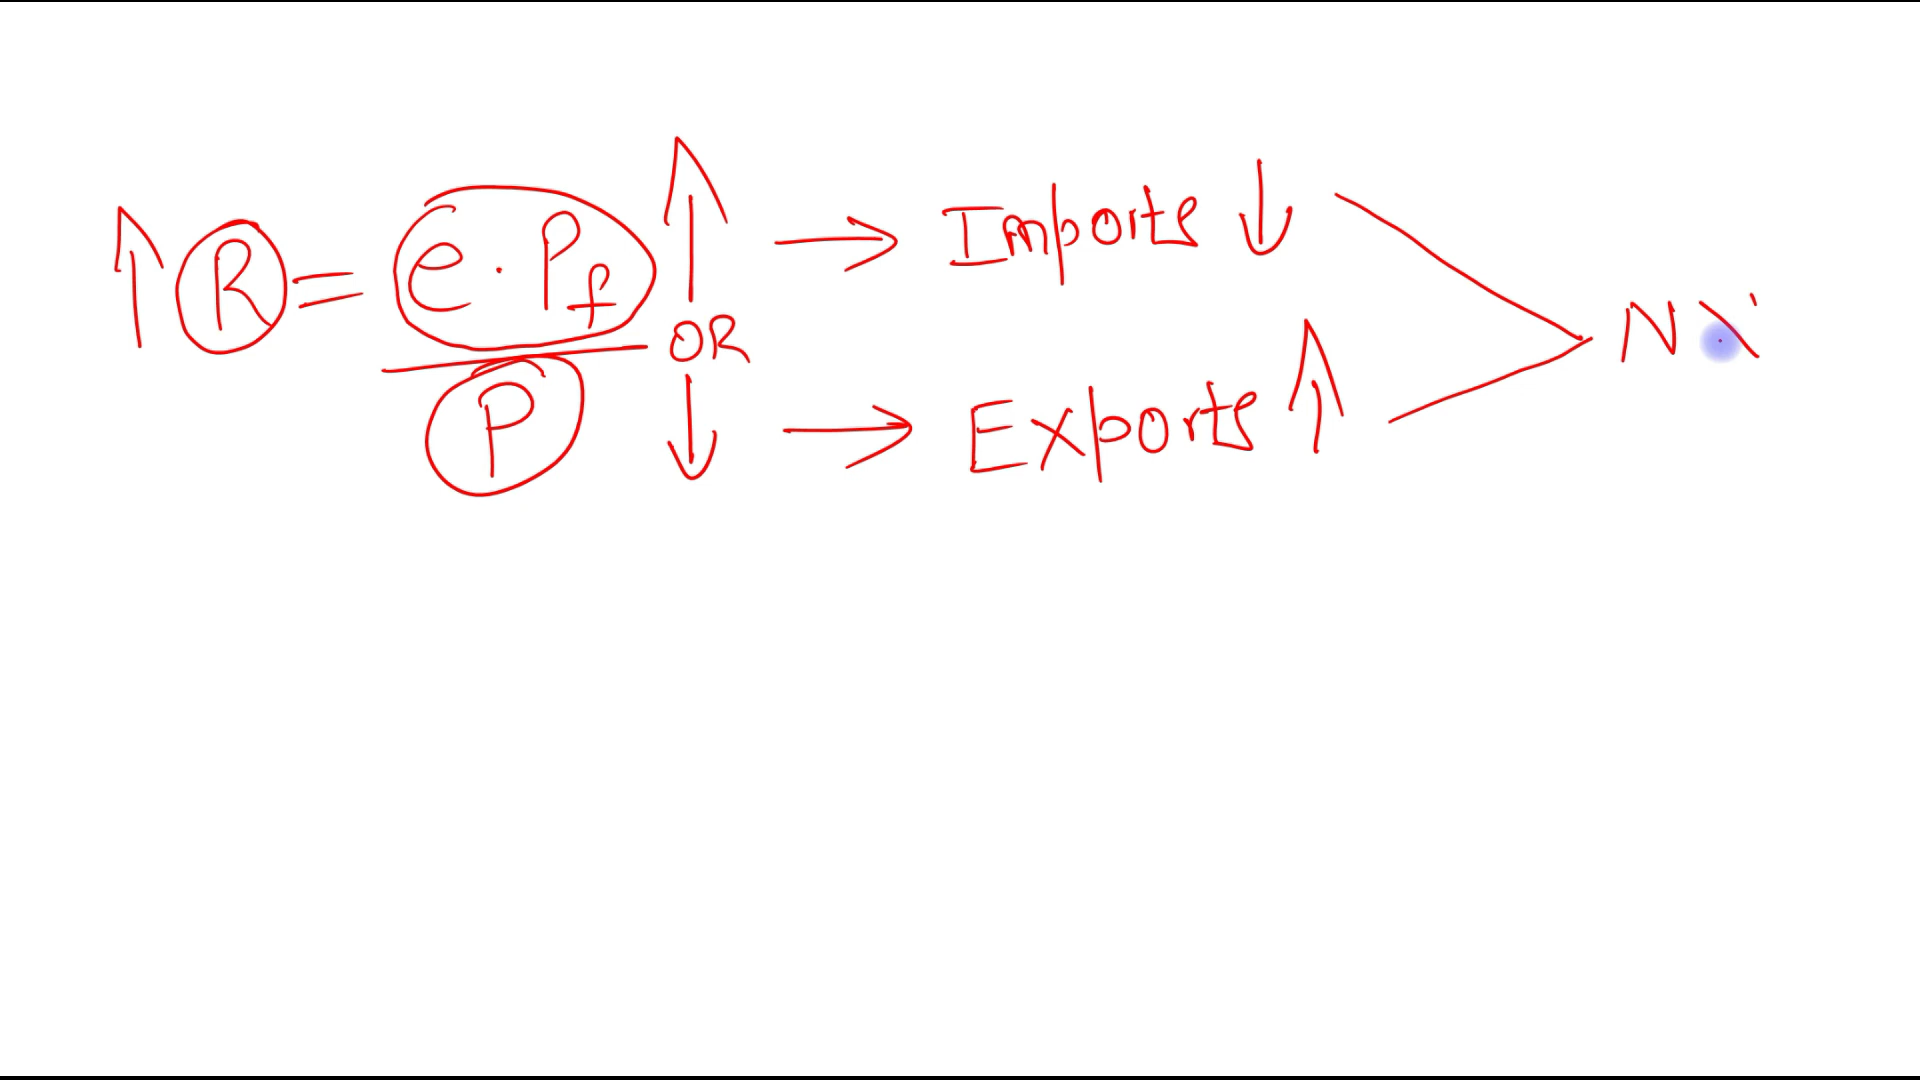 ↑ R = e · Pf / P ↑ → Imports ↓
OR
↓ → Exports ↑
NX